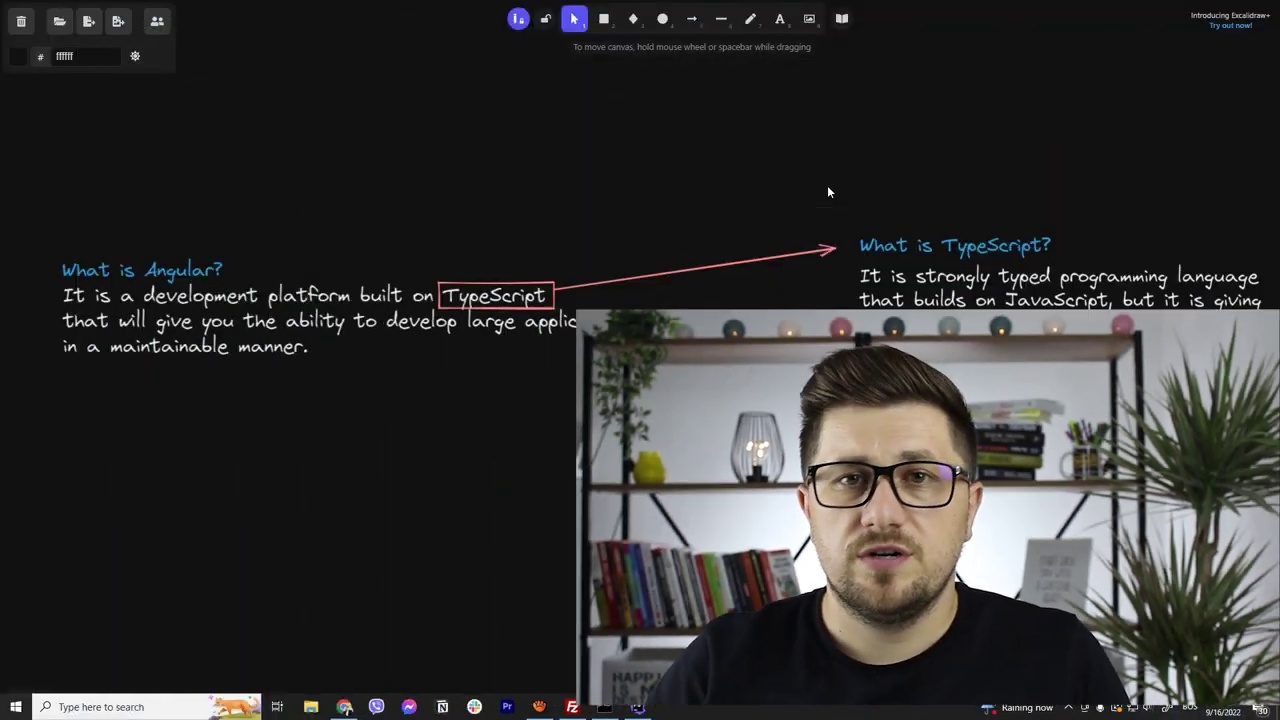 Introducing Excalidraw+
Try out now!
# ffffff
To move canvas, hold mouse wheel or spacebar while dragging
What is Angular?
It is a development platform built on TypeScript
that will give you the ability to develop large applic
in a maintainable manner.
What is TypeScript?
It is strongly typed programming language
that builds on JavaScript, but it is giving
Type here to search
Raining now
BOS
9/16/2022